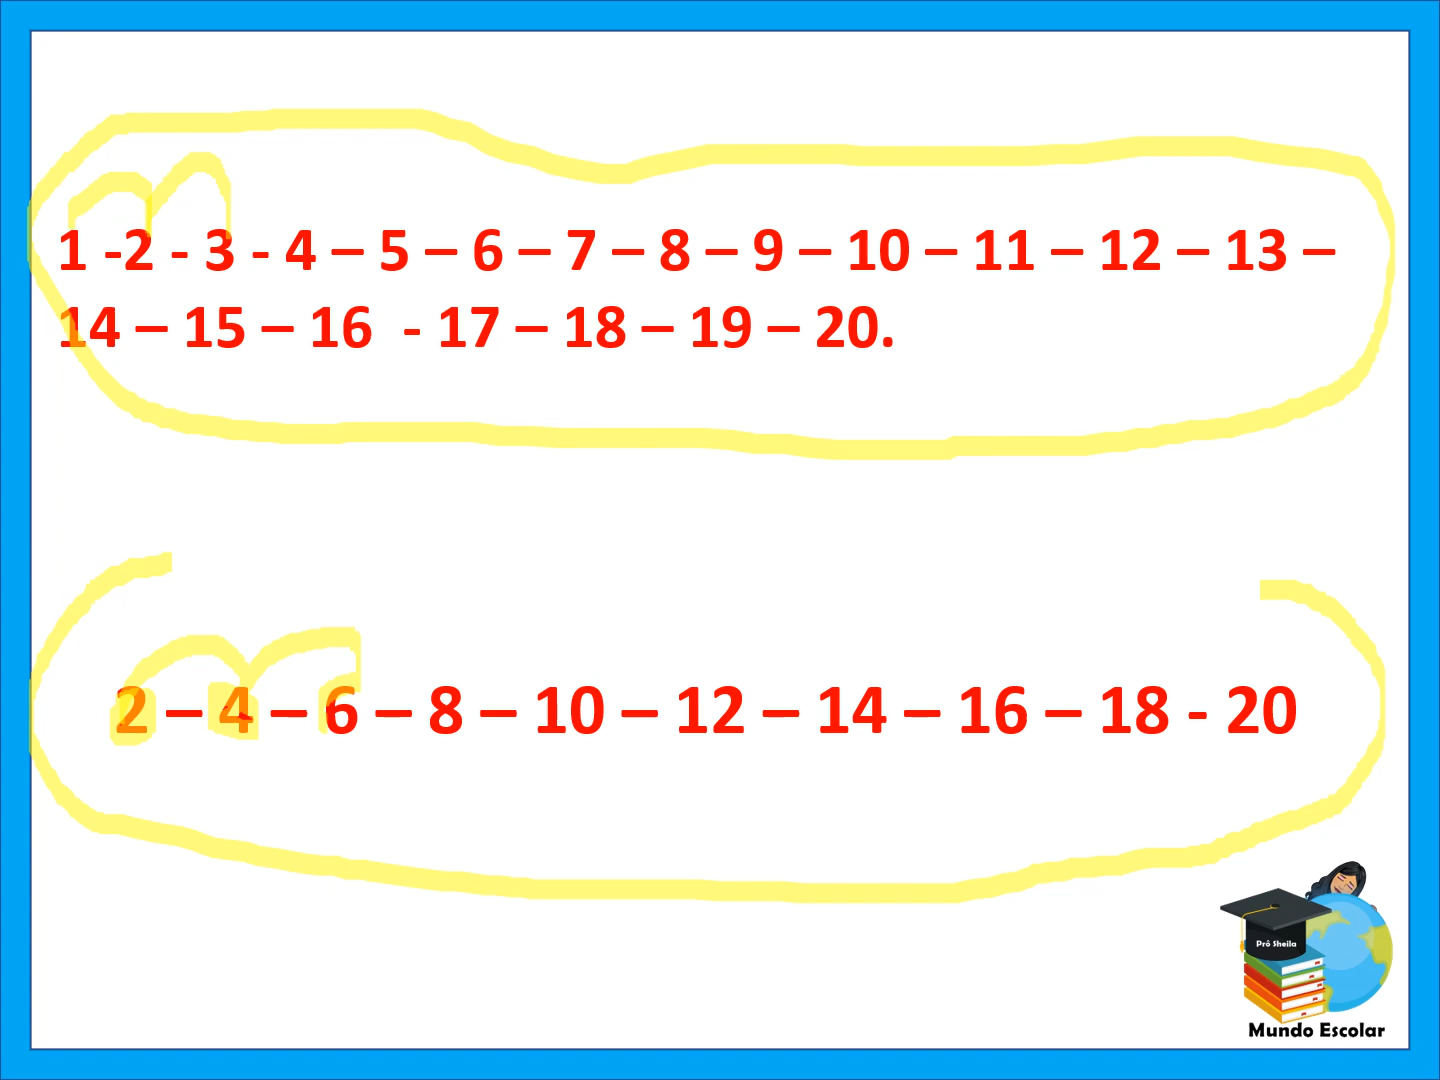 1 -2 - 3 - 4 – 5 – 6 – 7 – 8 – 9 – 10 – 11 – 12 – 13 –
14 – 15 – 16  - 17 – 18 – 19 – 20.
2 – 4 – 6 – 8 – 10 – 12 – 14 – 16 – 18 - 20
Prô Sheila
Mundo Escolar